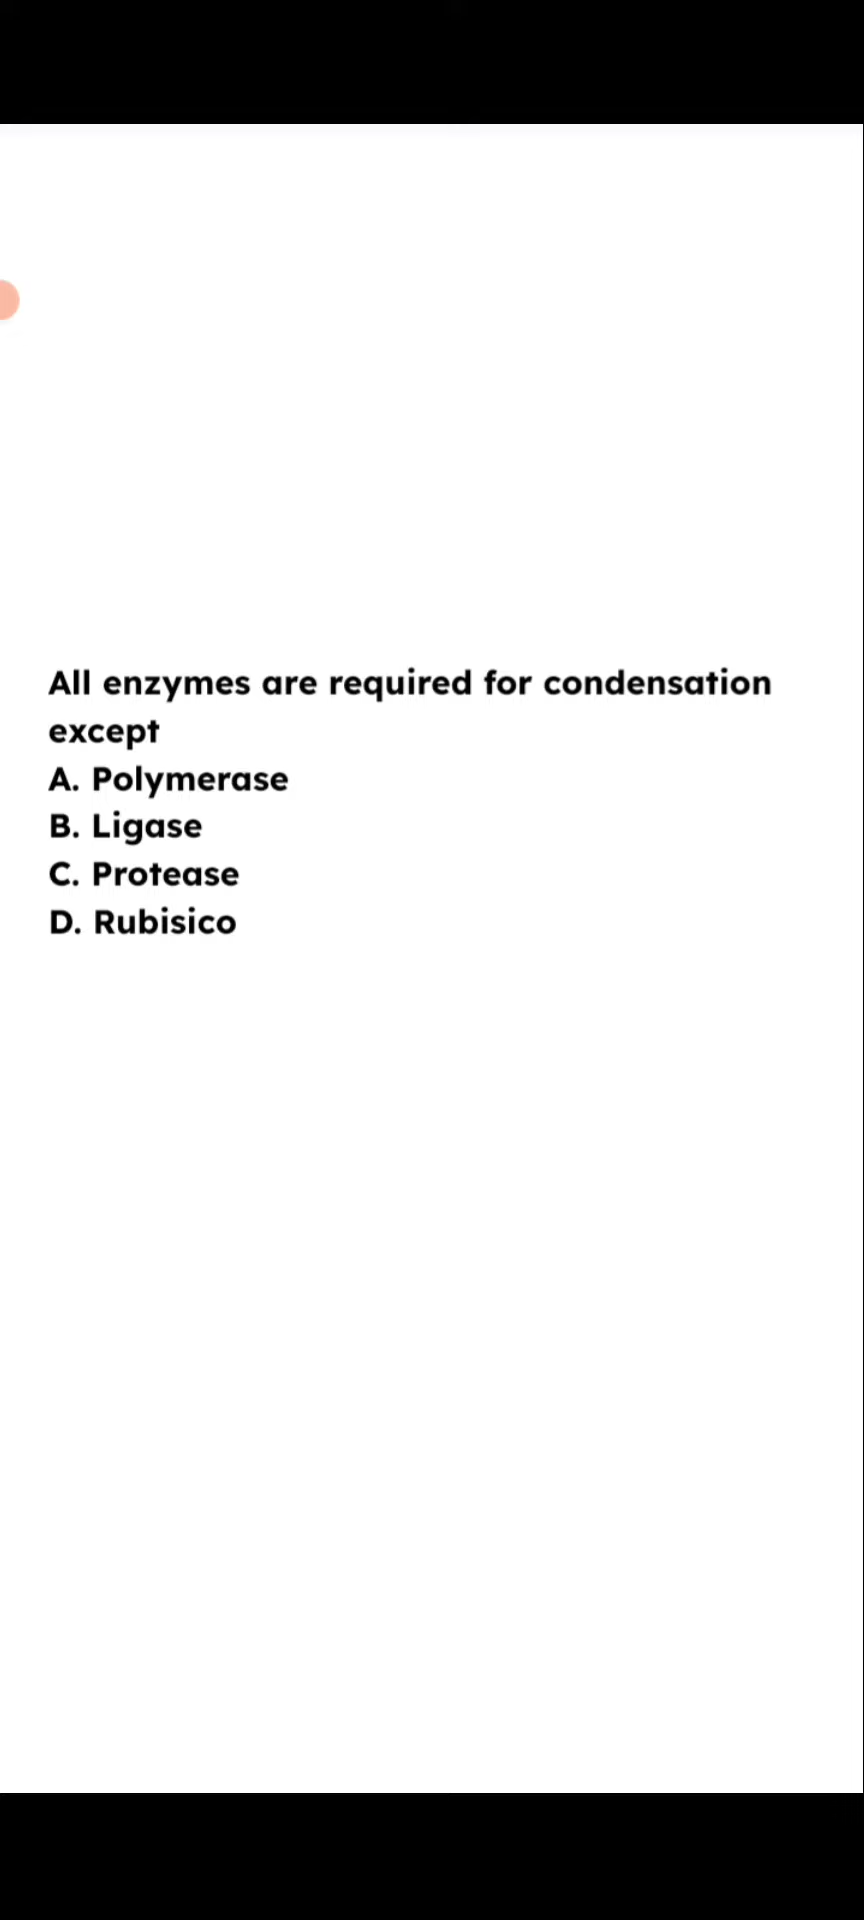 All enzymes are required for condensation
except
A. Polymerase
B. Ligase
C. Protease
D. Rubisico